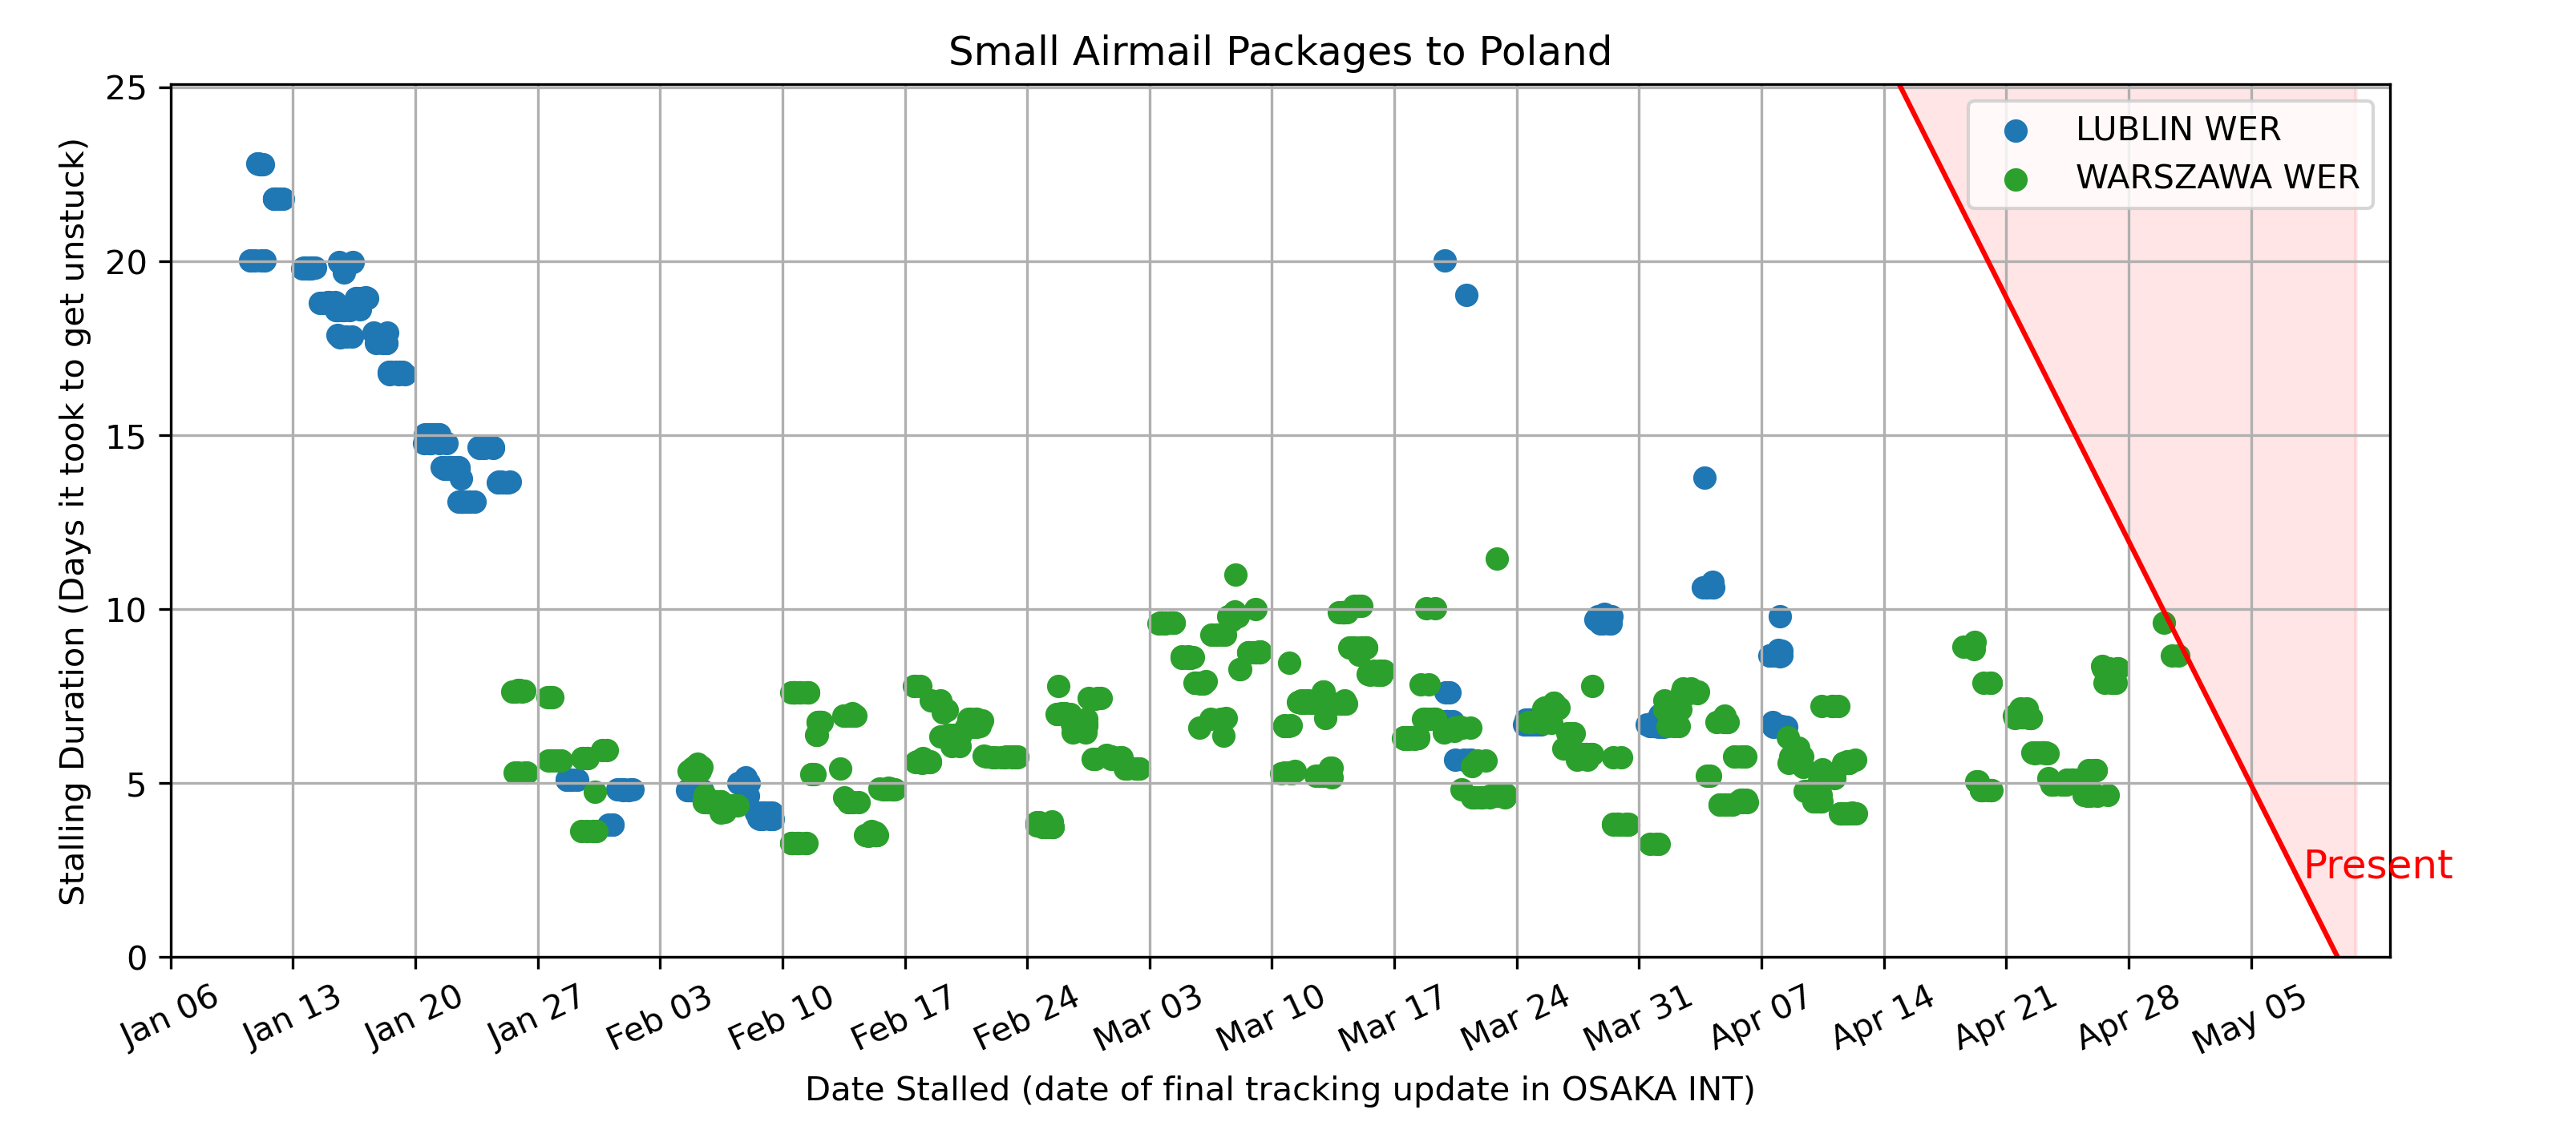 Small Airmail Packages to Poland
Stalling Duration (Days it took to get unstuck)
25
20
15
10
5
0
LUBLIN WER
WARSZAWA WER
Present
Jan 06
Jan 13
Jan 20
Jan 27
Feb 03
Feb 10
Feb 17
Feb 24
Mar 03
Mar 10
Mar 17
Mar 24
Mar 31
Apr 07
Apr 14
Apr 21
Apr 28
May 05
Date Stalled (date of final tracking update in OSAKA INT)